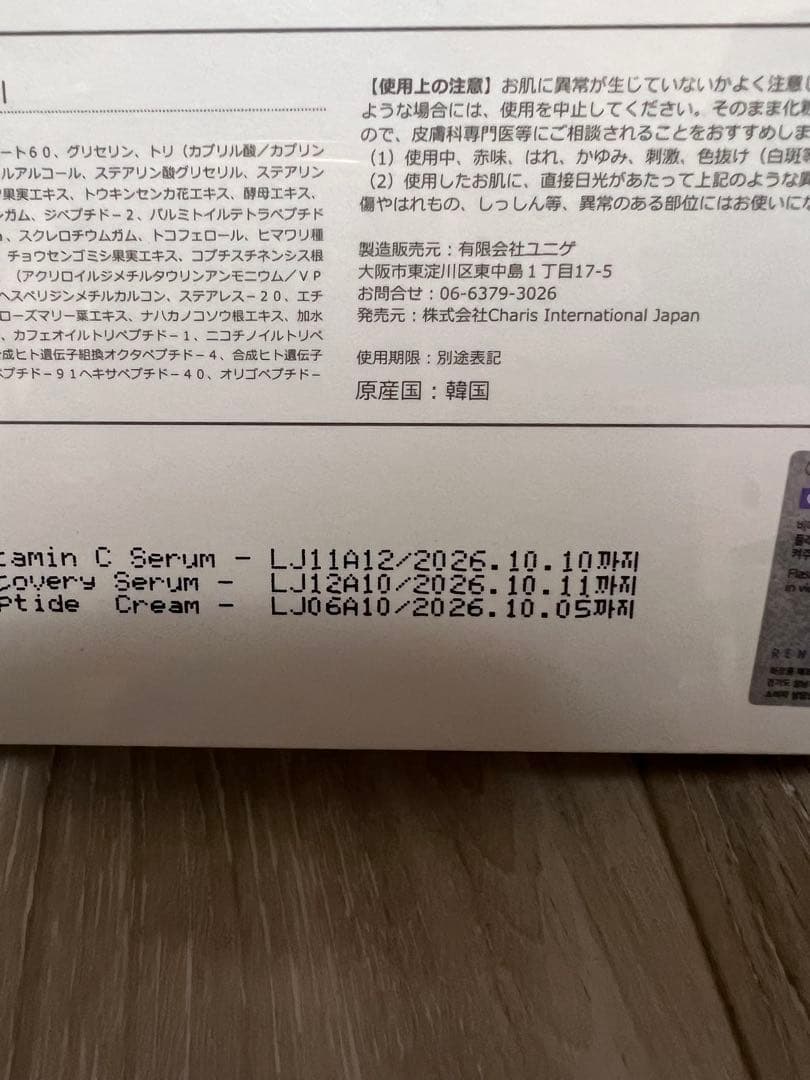 ート６０、グリセリン、トリ（カプリル酸／カプリン
ルアルコール、ステアリン酸グリセリル、ステアリン
果実エキス、トウキンセンカ花エキス、酵母エキス、
ンガム、ジペプチド－２、パルミトイルテトラペプチド
、スクレロチウムガム、トコフェロール、ヒマワリ種
チョウセンゴミシ果実エキス、コプチスチネンシス根
（アクリロイルジメチルタウリンアンモニウム／ＶＰ
ヘスペリジンメチルカルコン、ステアレス－20、エチ
ローズマリー葉エキス、ナハカノコソウ根エキス、加水
、カフェオイルトリペプチド－１、ニコチノイルトリペ
合成ヒト遺伝子組換オクタペプチド－４、合成ヒト遺伝子
ペプチド－９１ヘキサペプチド－４０、オリゴペプチド－
【使用上の注意】お肌に異常が生じていないかよく注意し
ような場合には、使用を中止してください。そのまま化粧
ので、皮膚科専門医等にご相談されることをおすすめしま
（1）使用中、赤味、はれ、かゆみ、刺激、色抜け（白斑等
（2）使用したお肌に、直接日光があたって上記のような異
傷やはれもの、しっしん等、異常のある部位にはお使いにな
製造販売元：有限会社ユニゲ
大阪市東淀川区東中島１丁目17-5
お問合せ：06-6379-3026
発売元：株式会社Charis International Japan
使用期限：別途表記
原産国：韓国
tamin C Serum - LJ11A12/2026.10.10까지
covery Serum - LJ12A10/2026.10.11까지
ptide Cream - LJ06A10/2026.10.05까지